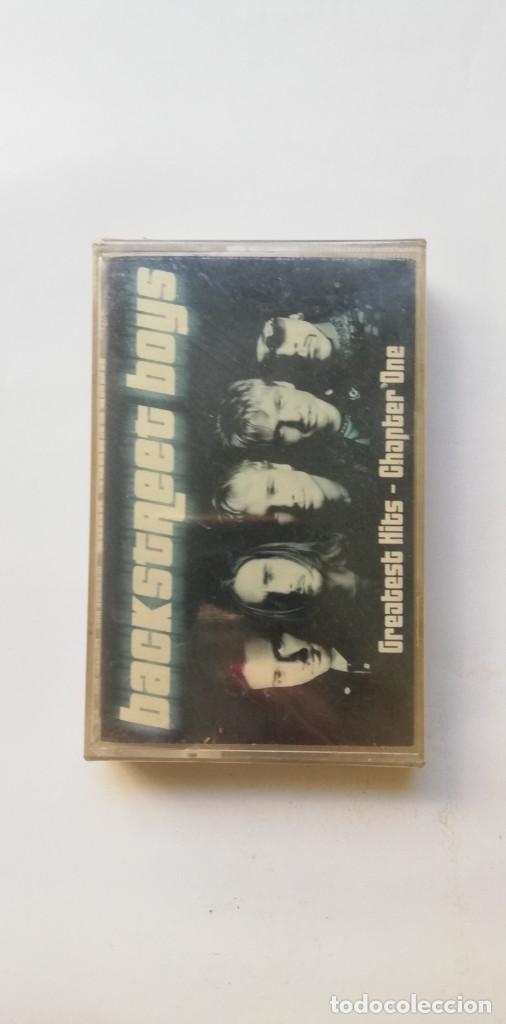 backstreet boys
Greatest Hits - Chapter One
todocoleccion